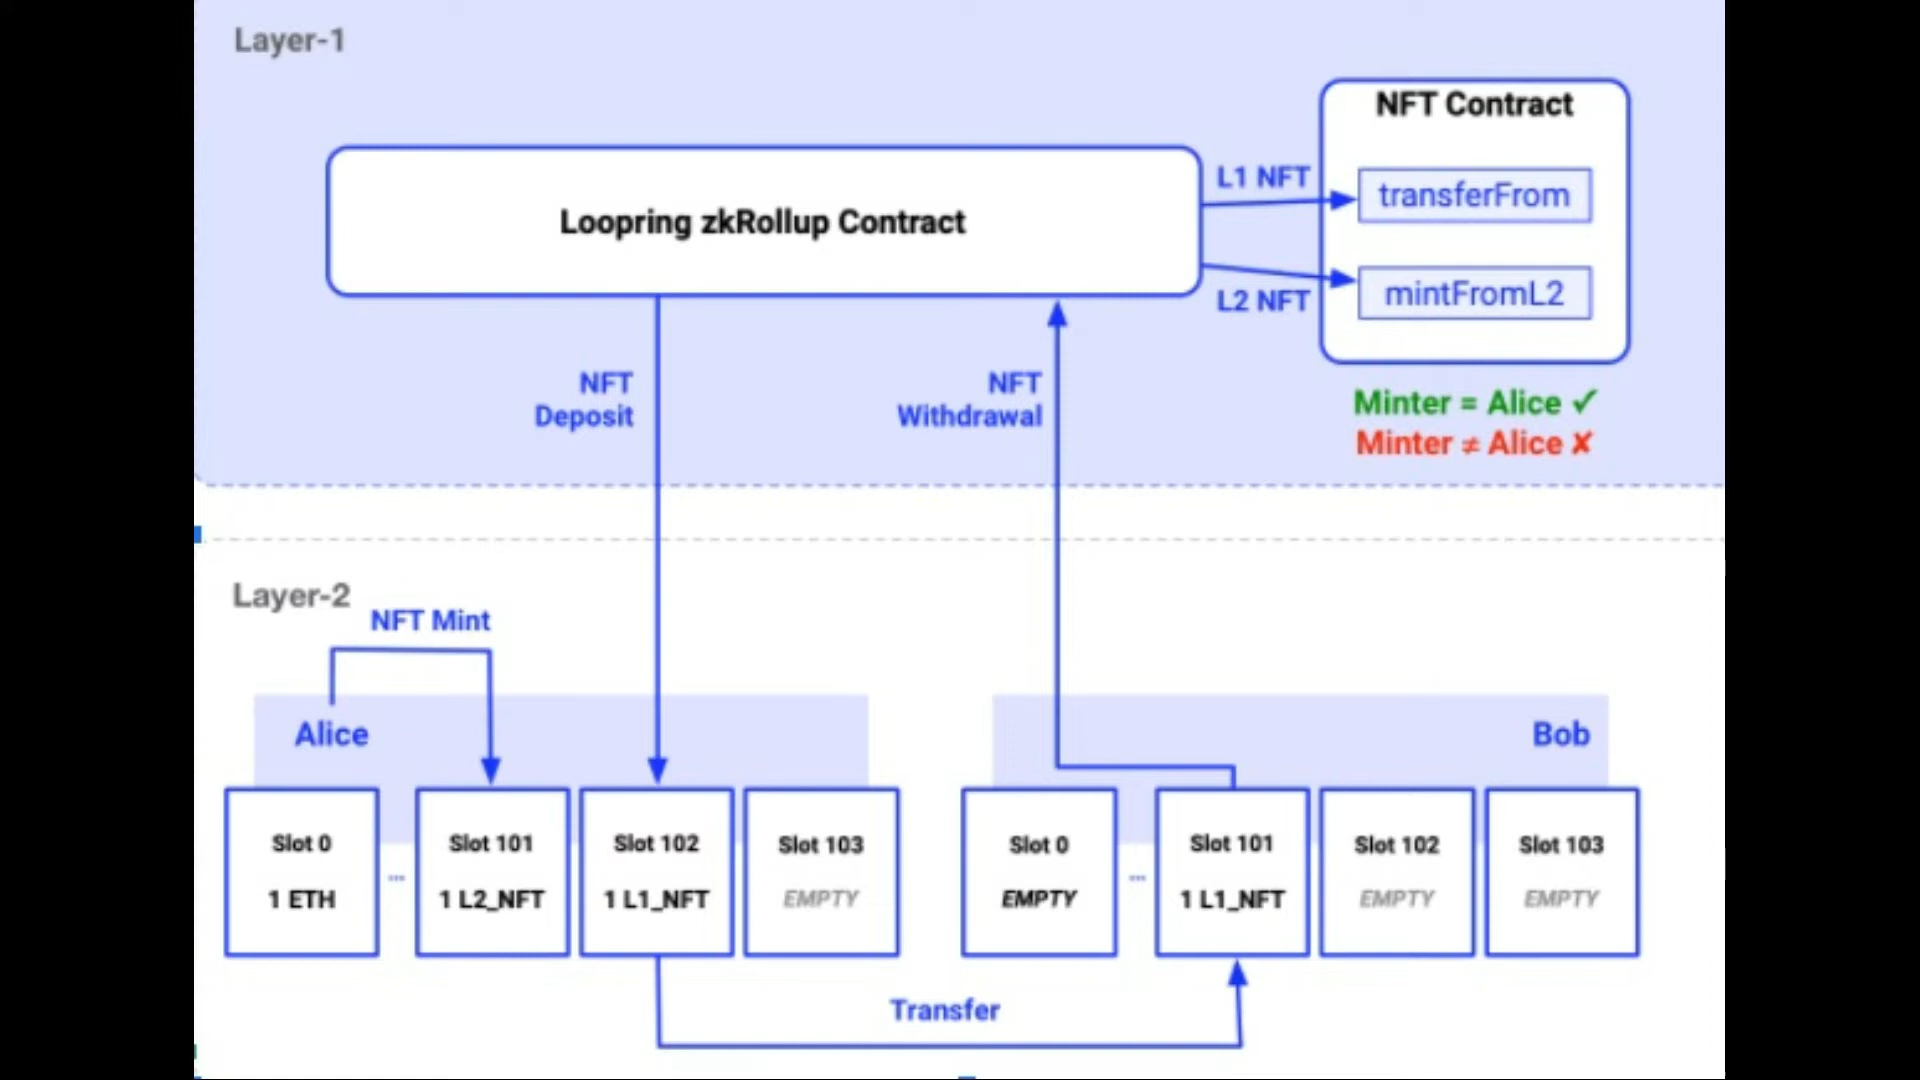 Layer-1
NFT Contract
L1 NFT
transferFrom
Loopring zkRollup Contract
mintFromL2
L2 NFT
NFT
Deposit
NFT
Withdrawal
Minter = Alice ✓
Minter ≠ Alice ✘
Layer-2
NFT Mint
Alice
Bob
Slot 0
1 ETH
...
Slot 101
1 L2_NFT
Slot 102
1 L1_NFT
Slot 103
EMPTY
Slot 0
EMPTY
...
Slot 101
1 L1_NFT
Slot 102
EMPTY
Slot 103
EMPTY
Transfer